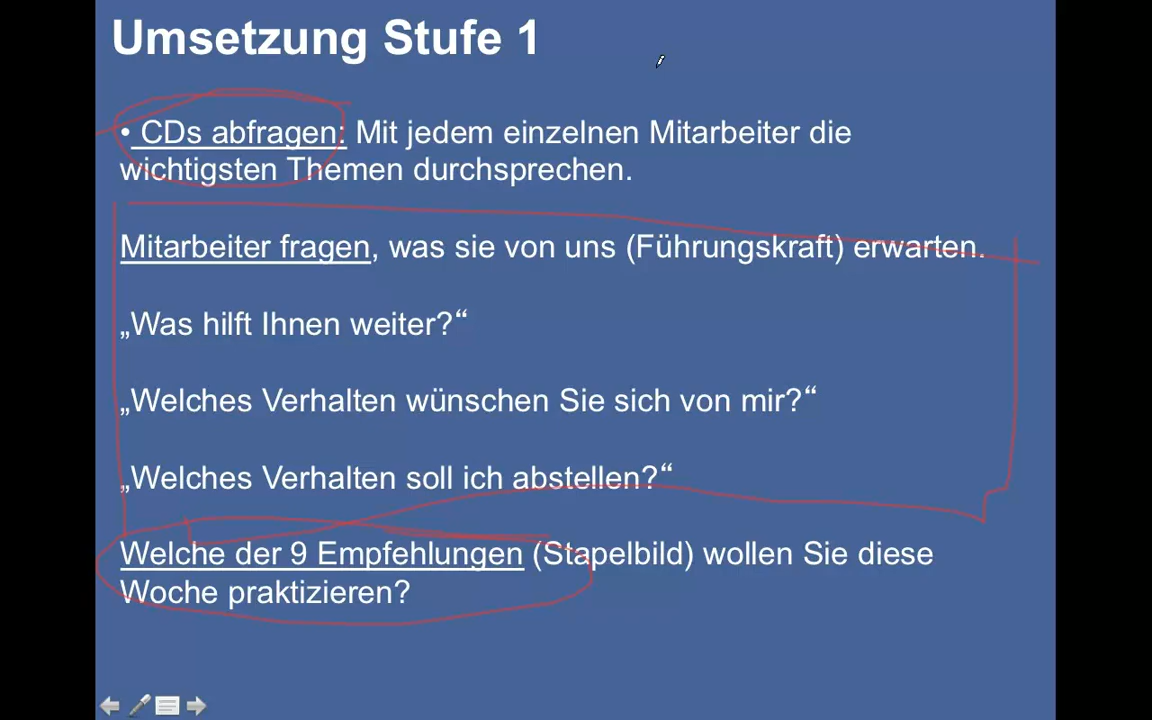 Umsetzung Stufe 1
• CDs abfragen: Mit jedem einzelnen Mitarbeiter die
wichtigsten Themen durchsprechen.
Mitarbeiter fragen, was sie von uns (Führungskraft) erwarten.
„Was hilft Ihnen weiter?“
„Welches Verhalten wünschen Sie sich von mir?“
„Welches Verhalten soll ich abstellen?“
Welche der 9 Empfehlungen (Stapelbild) wollen Sie diese
Woche praktizieren?